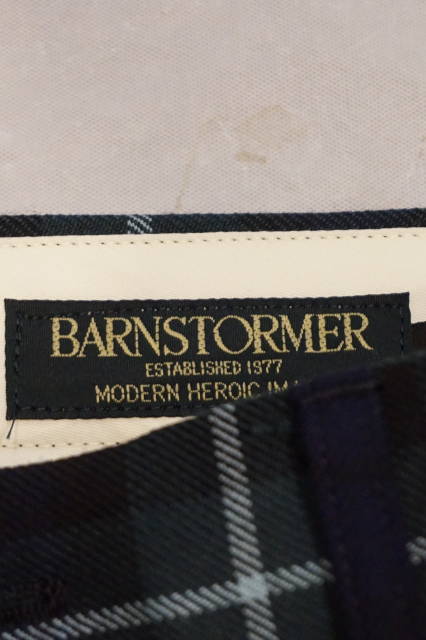 BARNSTORMER
ESTABLISHED 1977
MODERN HEROIC